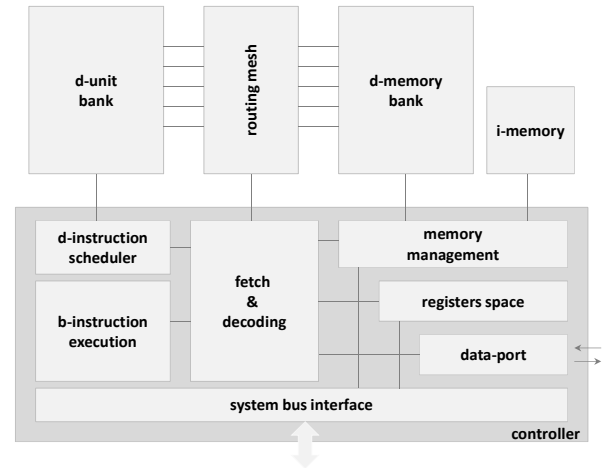 d-unit
bank
routing mesh
d-memory
bank
i-memory
d-instruction
scheduler
fetch
&
decoding
memory
management
b-instruction
execution
registers space
data-port
system bus interface
controller